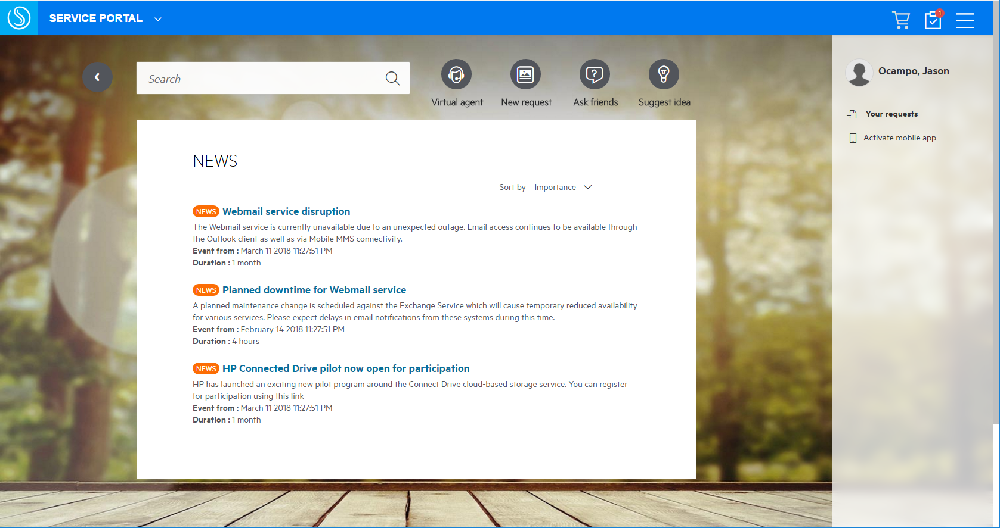 SERVICE PORTAL
1
Search
Virtual agent
New request
Ask friends
Suggest idea
Ocampo, Jason
Your requests
Activate mobile app
NEWS
Sort by Importance
NEWS Webmail service disruption
The Webmail service is currently unavailable due to an unexpected outage. Email access continues to be available through
the Outlook client as well as via Mobile MMS connectivity.
Event from : March 11 2018 11:27:51 PM
Duration : 1 month
NEWS Planned downtime for Webmail service
A planned maintenance change is scheduled against the Exchange Service which will cause temporary reduced availability
for various services. Please expect delays in email notifications from these systems during this time.
Event from : February 14 2018 11:27:51 PM
Duration : 4 hours
NEWS HP Connected Drive pilot now open for participation
HP has launched an exciting new pilot program around the Connect Drive cloud-based storage service. You can register
for participation using this link
Event from : March 11 2018 11:27:51 PM
Duration : 1 month